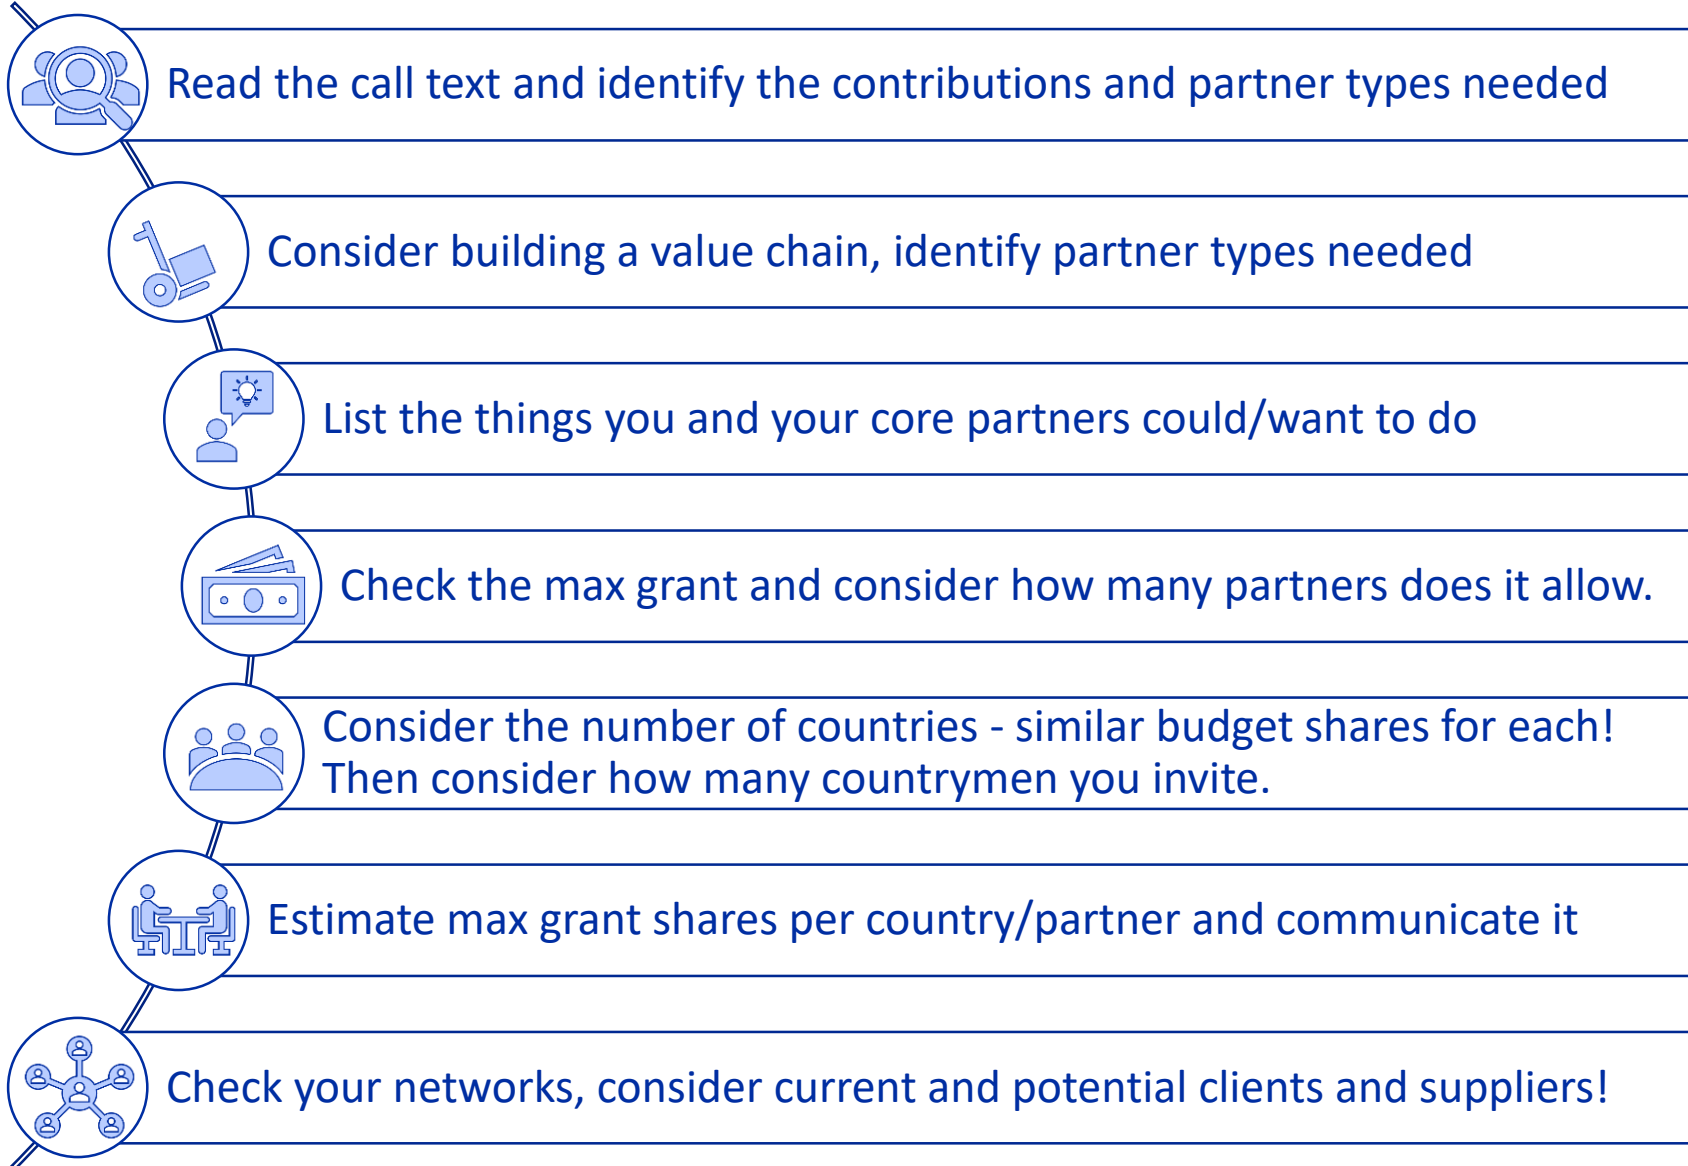 Read the call text and identify the contributions and partner types needed
Consider building a value chain, identify partner types needed
List the things you and your core partners could/want to do
Check the max grant and consider how many partners does it allow.
Consider the number of countries - similar budget shares for each!
Then consider how many countrymen you invite.
Estimate max grant shares per country/partner and communicate it
Check your networks, consider current and potential clients and suppliers!